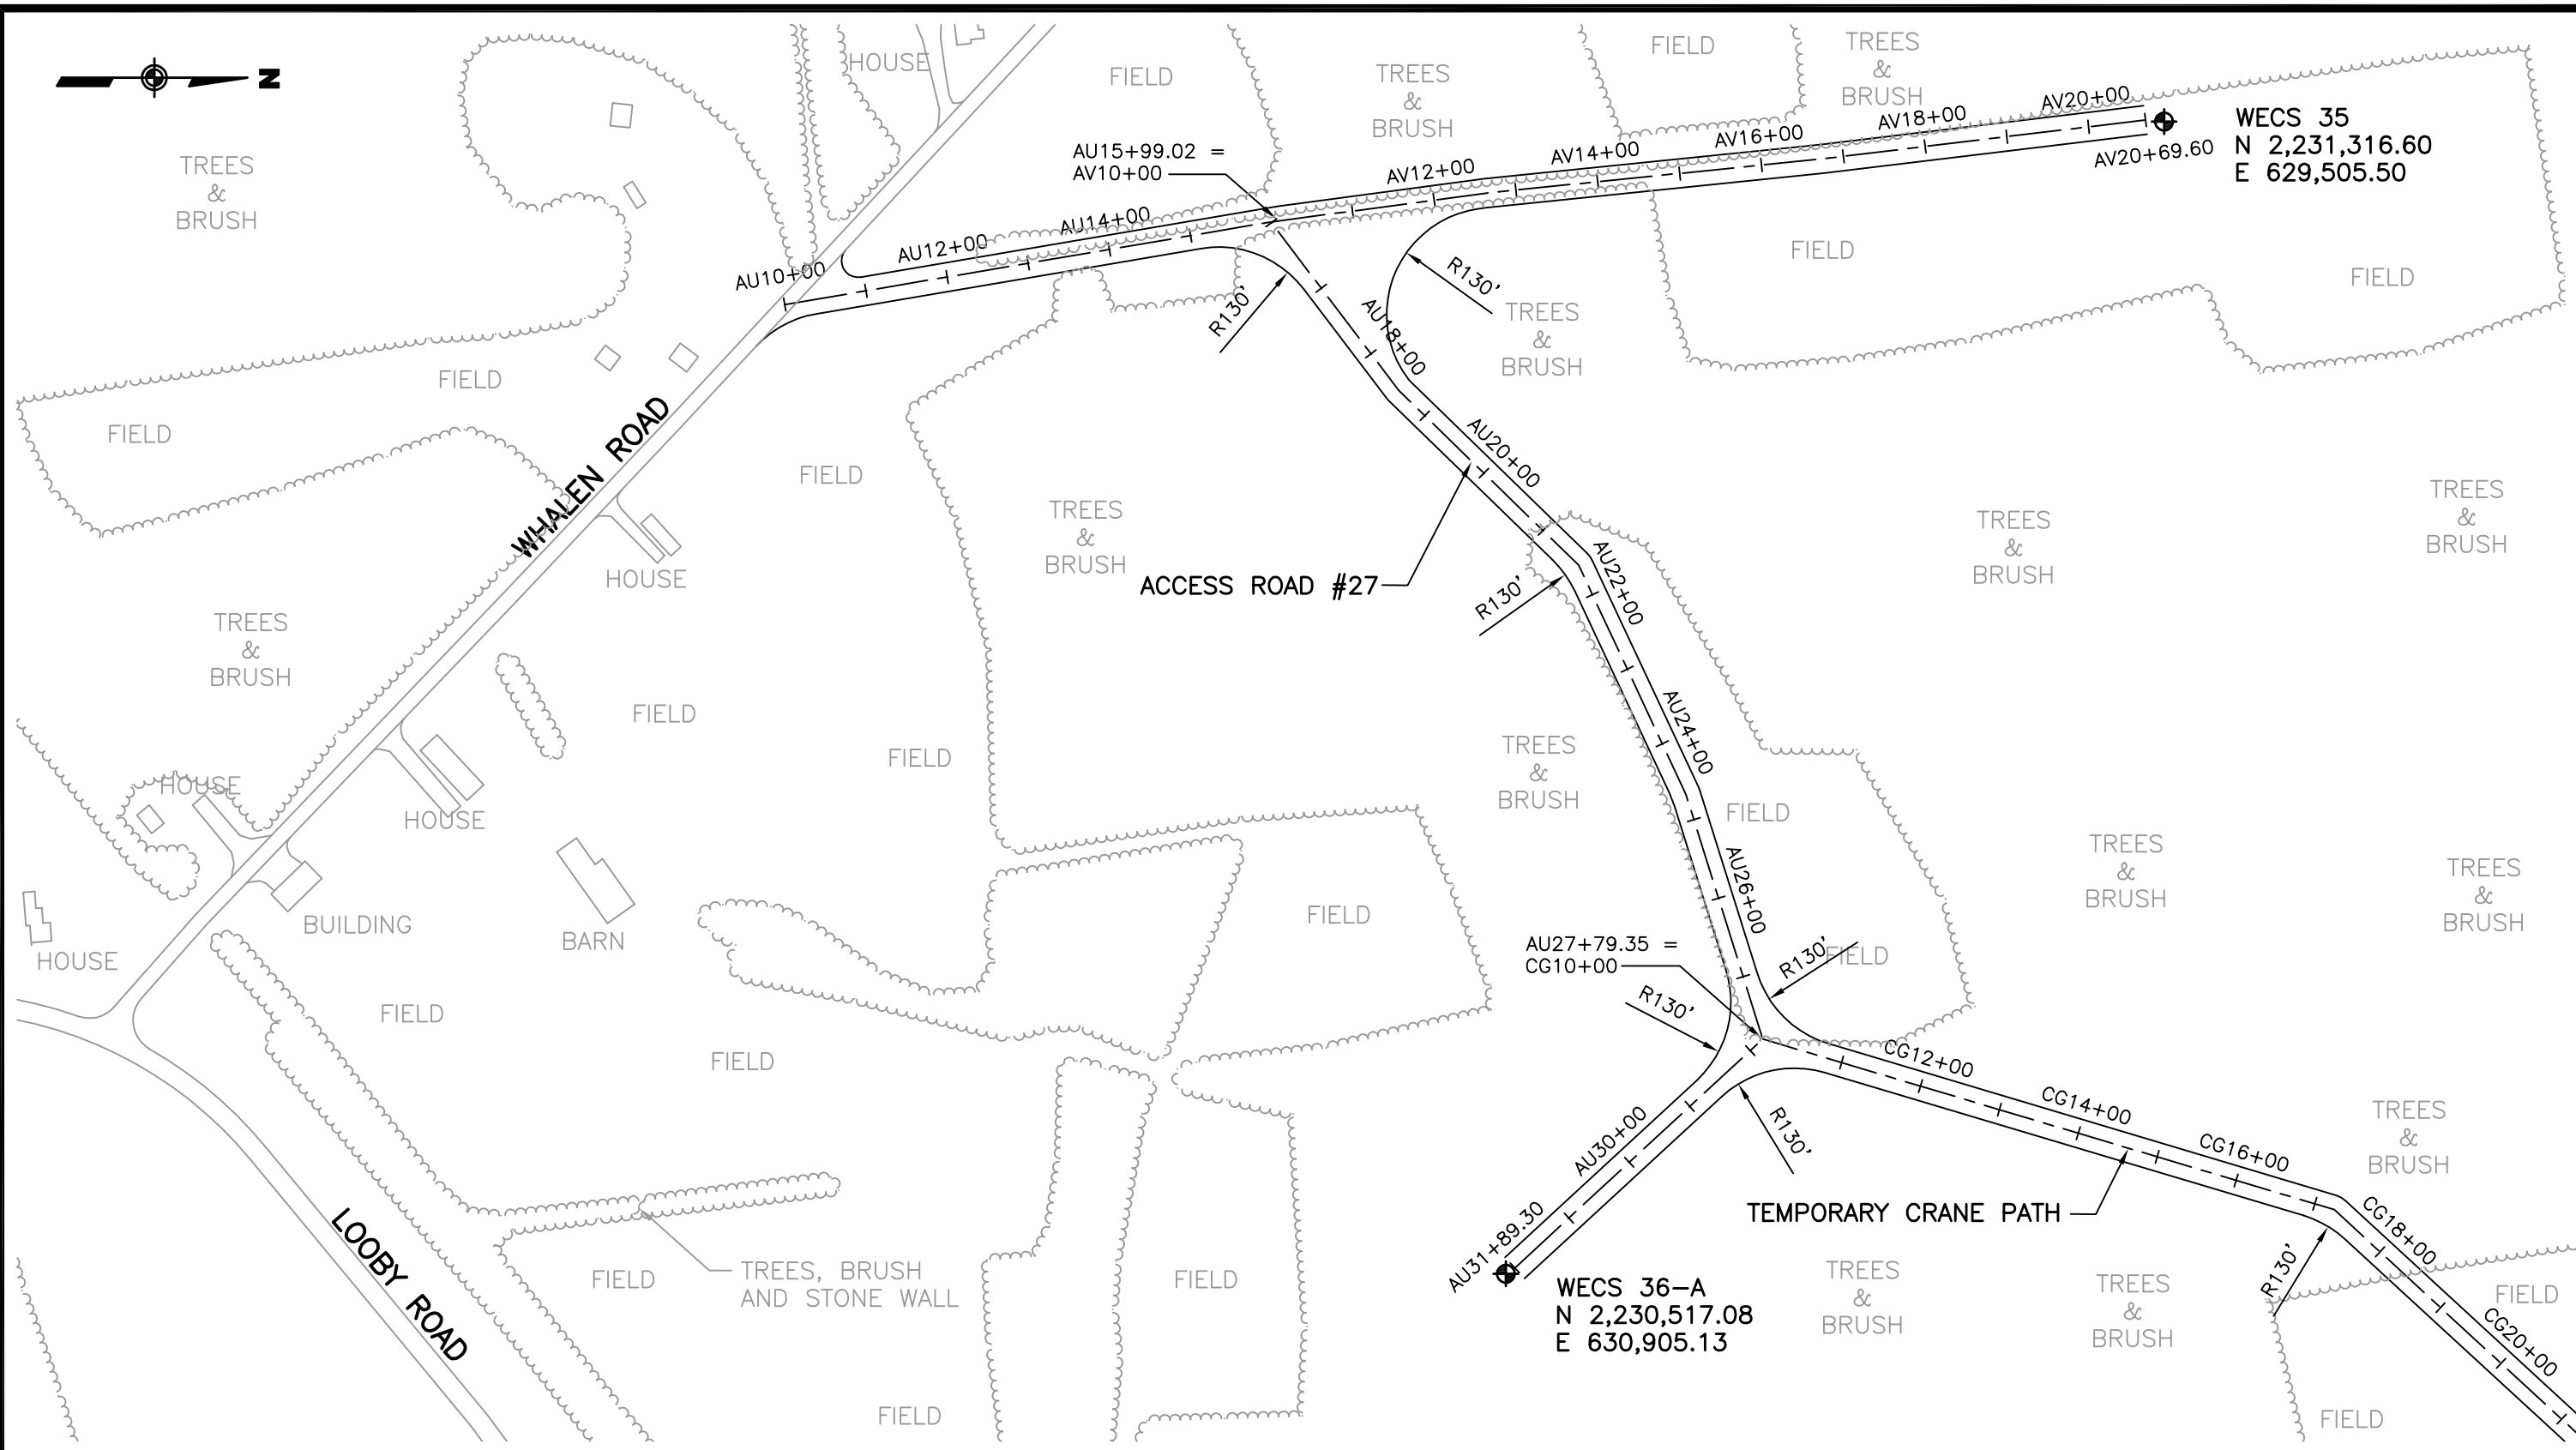 N
HOUSE
FIELD
TREES
&
BRUSH
FIELD
TREES
&
BRUSH
TREES
&
BRUSH
AU15+99.02 =
AV10+00
AV12+00
AV14+00
AV16+00
AV18+00
AV20+00
AV20+69.60
WECS 35
N 2,231,316.60
E 629,505.50
AU10+00
AU12+00
AU14+00
R130'
R130'
AU18+00
TREES
&
BRUSH
FIELD
FIELD
FIELD
FIELD
WHALEN ROAD
FIELD
HOUSE
TREES
&
BRUSH
AU20+00
ACCESS ROAD #27
R130'
AU22+00
TREES
&
BRUSH
TREES
&
BRUSH
TREES
&
BRUSH
FIELD
FIELD
AU24+00
TREES
&
BRUSH
FIELD
HOUSE
HOUSE
BUILDING
BARN
HOUSE
FIELD
AU26+00
AU27+79.35 =
CG10+00
R130'
FIELD
R130'
TREES
&
BRUSH
TREES
&
BRUSH
FIELD
FIELD
CG12+00
CG14+00
CG16+00
R130'
AU30+00
TEMPORARY CRANE PATH
TREES
&
BRUSH
CG18+00
R130'
CG20+00
LOOBY ROAD
FIELD
TREES, BRUSH
AND STONE WALL
FIELD
AU31+89.30
WECS 36-A
N 2,230,517.08
E 630,905.13
TREES
&
BRUSH
TREES
&
BRUSH
FIELD
FIELD
FIELD